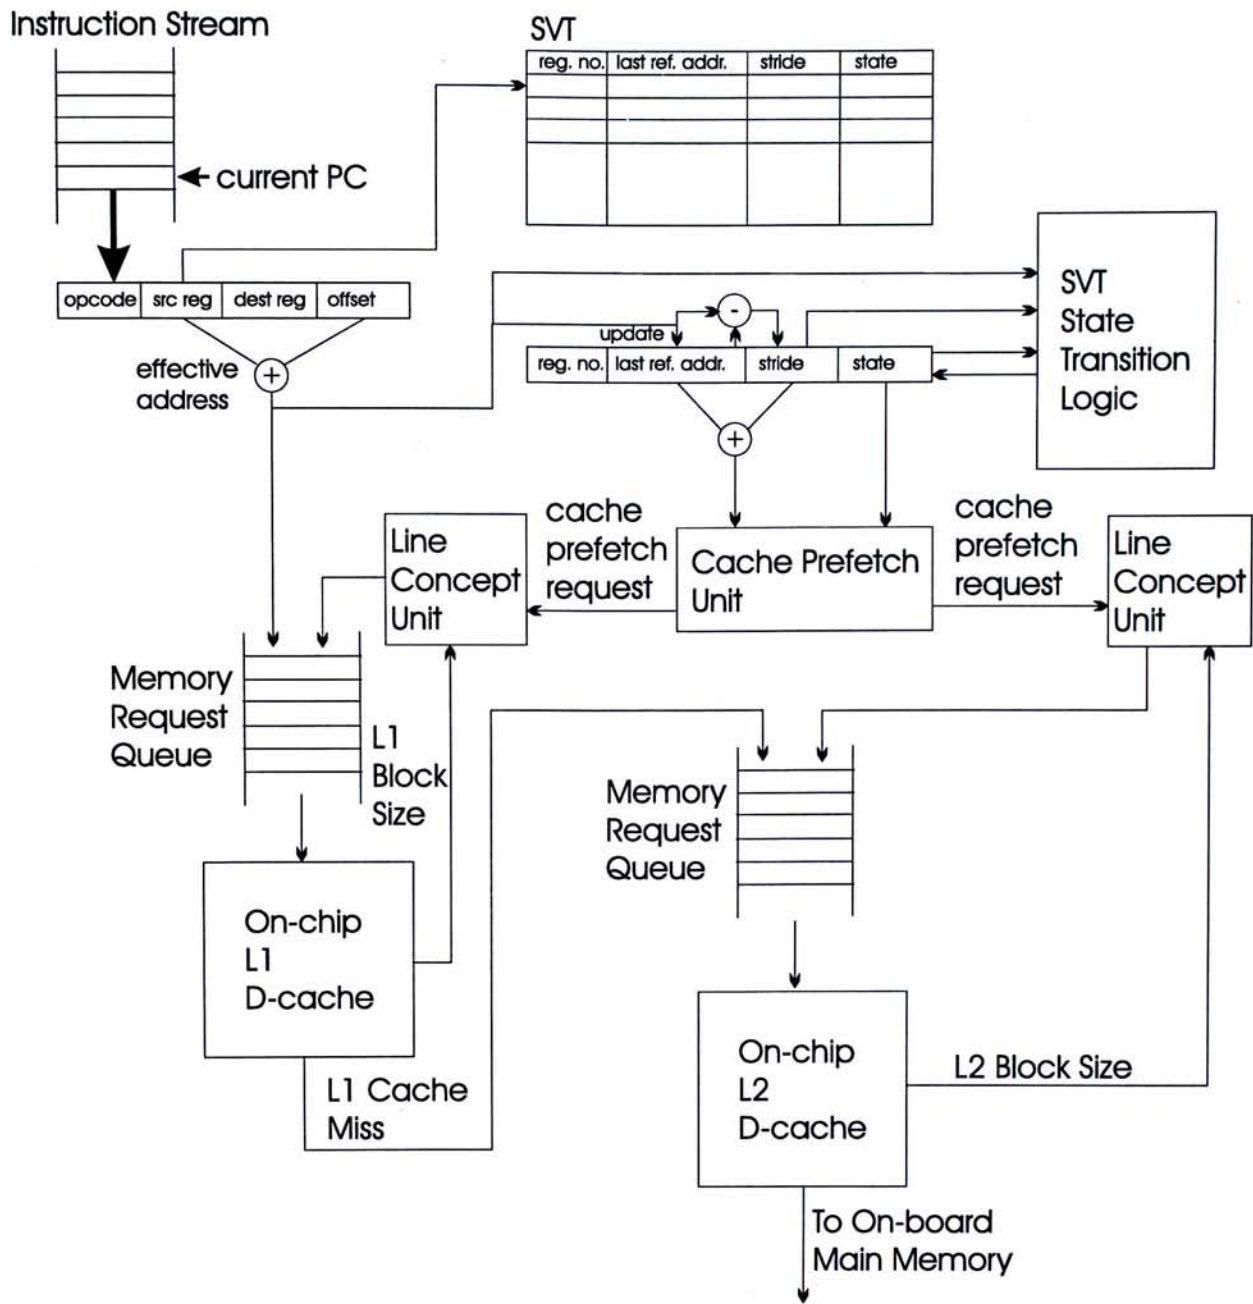 Instruction Stream
SVT
reg. no. last ref. addr. stride state
current PC
opcode src reg dest reg offset
SVT
State
Transition
Logic
-
update
reg. no. last ref. addr. stride state
effective
address
+
+
cache
prefetch
request
Line
Concept
Unit
Cache Prefetch
Unit
cache
prefetch
request
Line
Concept
Unit
Memory
Request
Queue
L1
Block
Size
Memory
Request
Queue
On-chip
L1
D-cache
L1 Cache
Miss
On-chip
L2
D-cache
L2 Block Size
To On-board
Main Memory